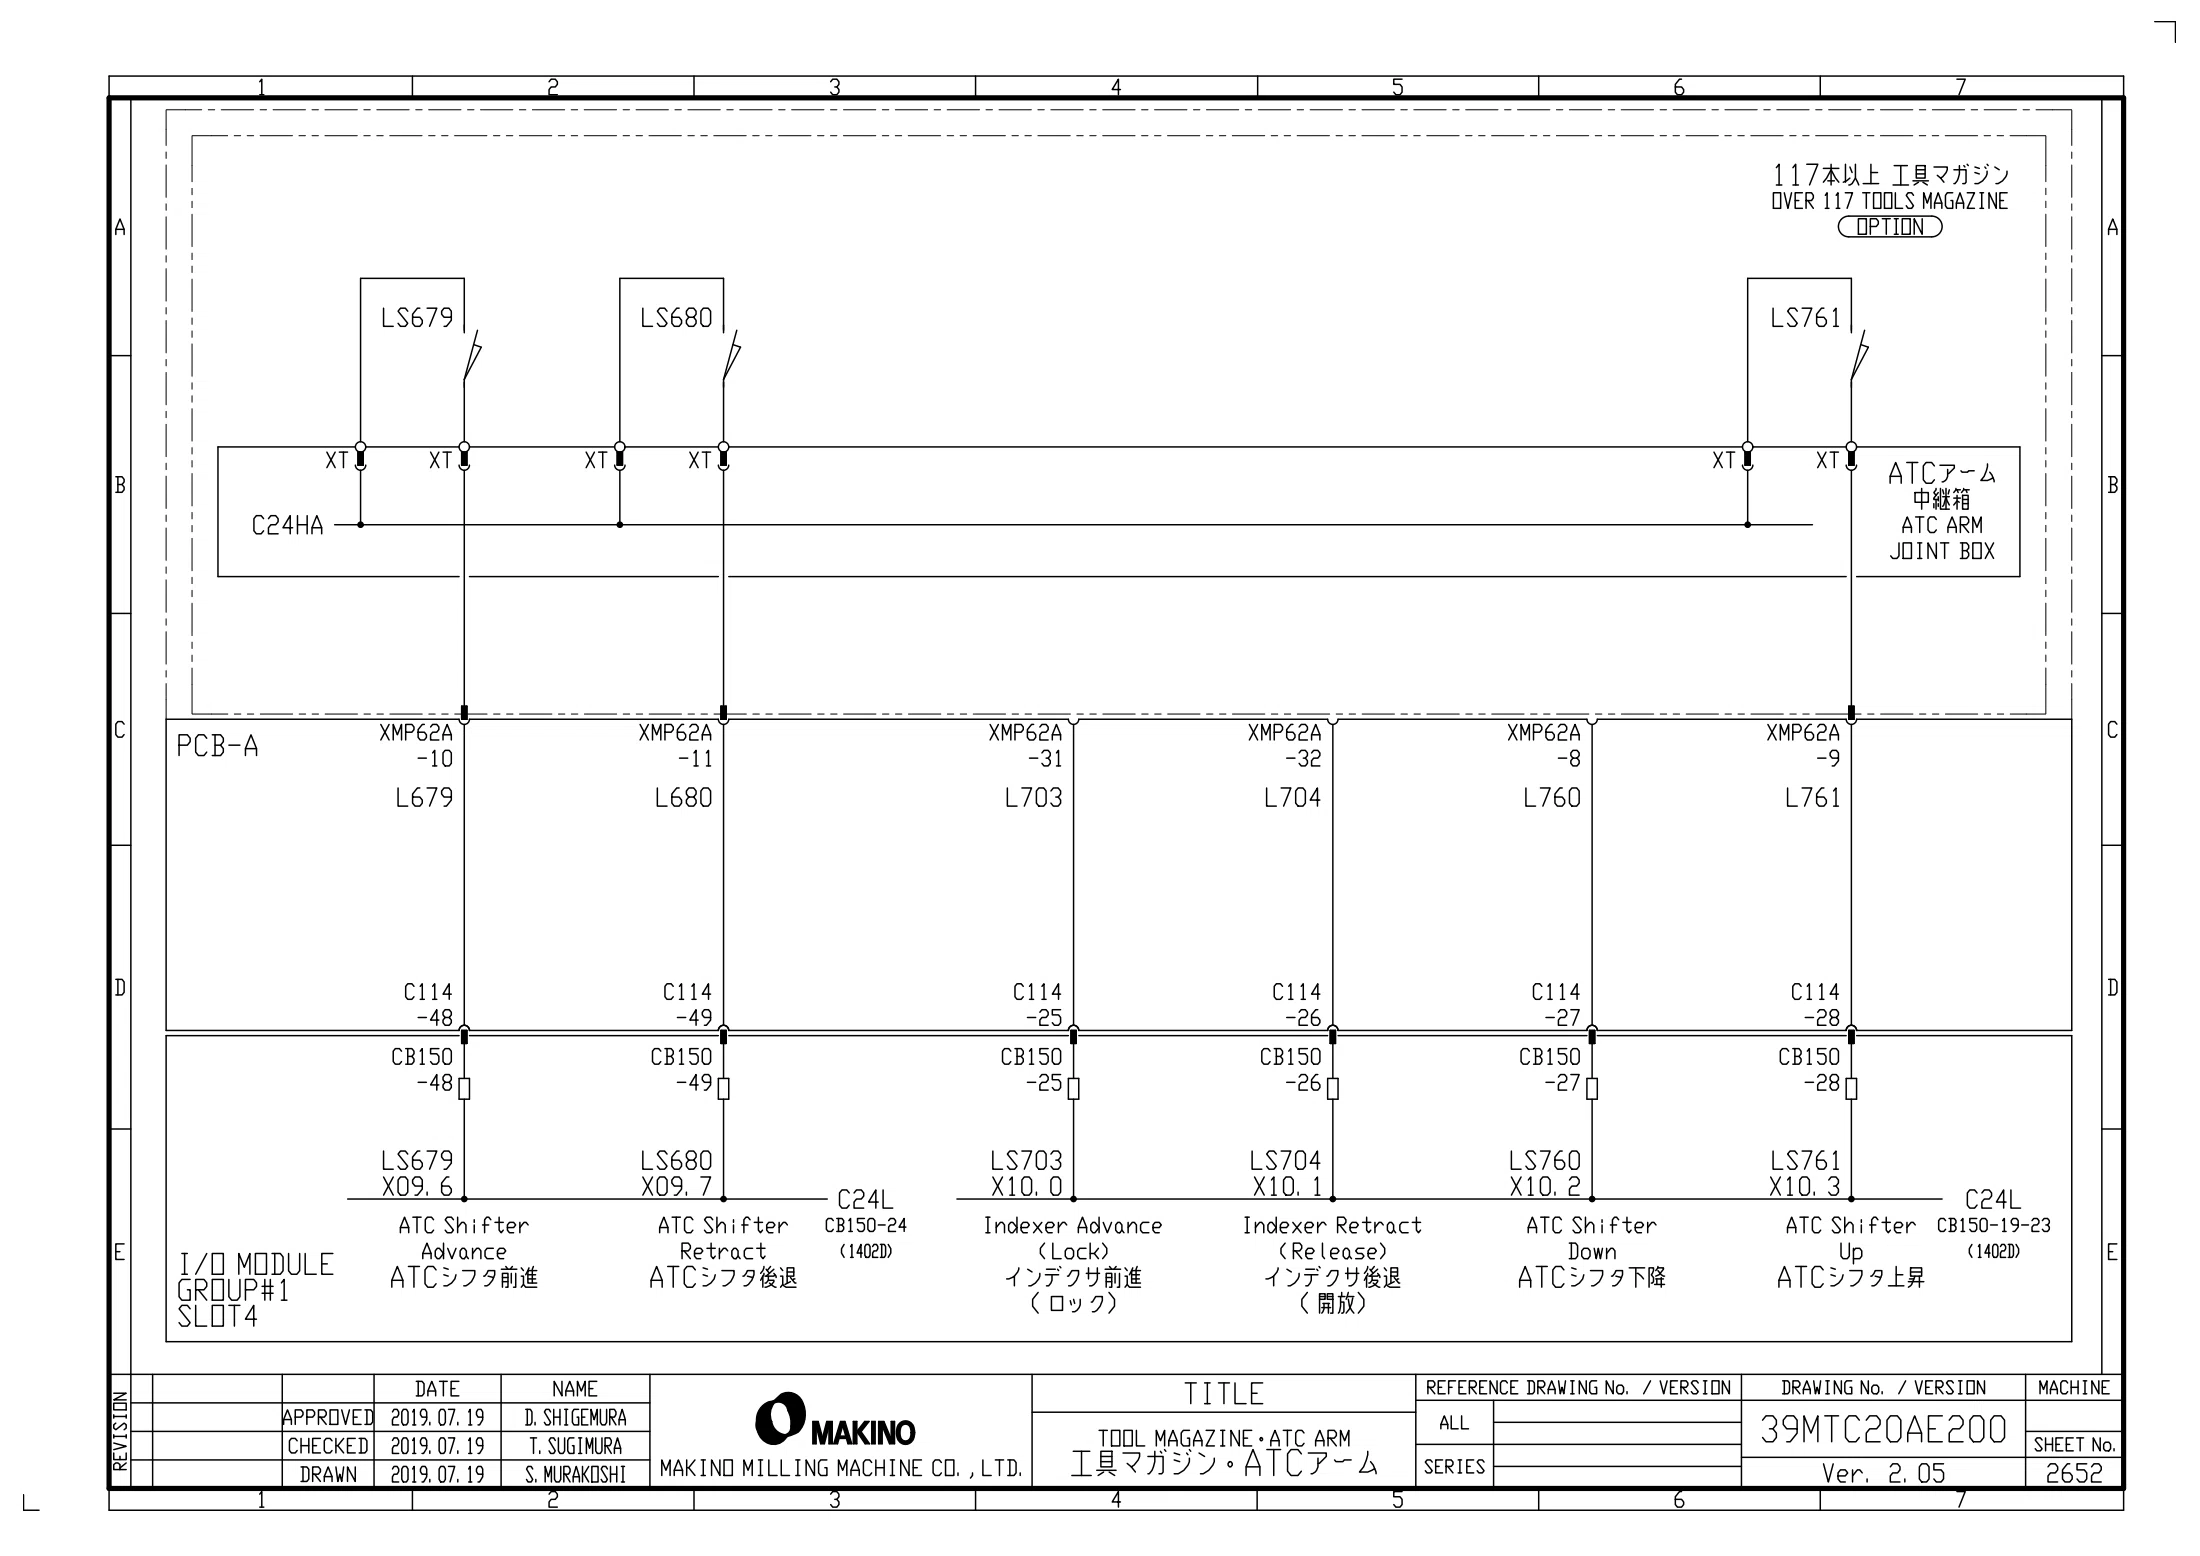 1 2 3 4 5 6 7
A
B
C
D
E
A
B
C
D
E
117本以上 工具マガジン
OVER 117 TOOLS MAGAZINE
OPTION
LS679 LS680 LS761
XT XT XT XT XT XT
C24HA
ATCアーム
中継箱
ATC ARM
JOINT BOX
PCB-A
XMP62A XMP62A XMP62A XMP62A XMP62A XMP62A
-10 -11 -31 -32 -8 -9
L679 L680 L703 L704 L760 L761
C114 C114 C114 C114 C114 C114
-48 -49 -25 -26 -27 -28
CB150 CB150 CB150 CB150 CB150 CB150
-48 -49 -25 -26 -27 -28
LS679 LS680 LS703 LS704 LS760 LS761
X09.6 X09.7 X10.0 X10.1 X10.2 X10.3
C24L
CB150-24
(1402D)
C24L
CB150-19-23
(1402D)
ATC Shifter
Advance
ATCシフタ前進
ATC Shifter
Retract
ATCシフタ後退
Indexer Advance
(Lock)
インデクサ前進
(ロック)
Indexer Retract
(Release)
インデクサ後退
(開放)
ATC Shifter
Down
ATCシフタ下降
ATC Shifter
Up
ATCシフタ上昇
I/O MODULE
GROUP#1
SLOT4
REVISION
DATE NAME
APPROVED 2019.07.19 D. SHIGEMURA
CHECKED 2019.07.19 T. SUGIMURA
DRAWN 2019.07.19 S. MURAKOSHI
MAKINO
MAKINO MILLING MACHINE CO.,LTD.
TITLE
TOOL MAGAZINE・ATC ARM
工具マガジン・ATCアーム
REFERENCE DRAWING No. / VERSION
ALL
SERIES
DRAWING No. / VERSION
39MTC20AE200
Ver. 2.05
MACHINE
SHEET No.
2652
1 2 3 4 5 6 7